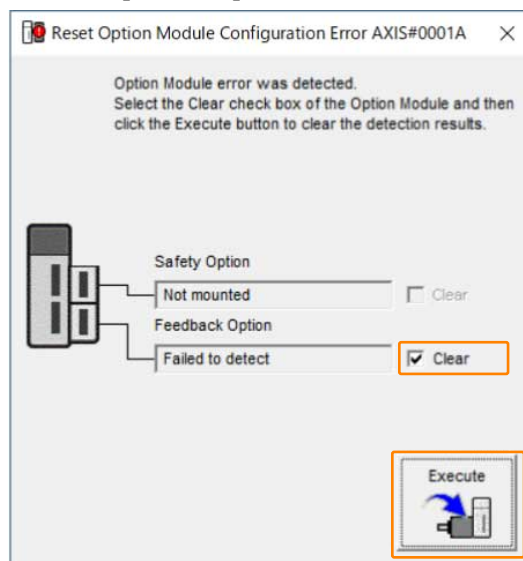 Reset Option Module Configuration Error AXIS#0001A
Option Module error was detected.
Select the Clear check box of the Option Module and then
click the Execute button to clear the detection results.
Safety Option
Not mounted
Clear
Feedback Option
Failed to detect
Clear
Execute